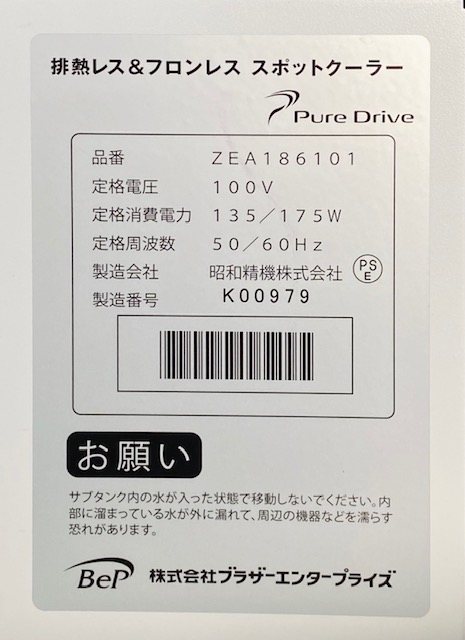 排熱レス＆フロンレス スポットクーラー
Pure Drive
品番 ZEA186101
定格電圧 100V
定格消費電力 135／175W
定格周波数 50／60Hz
製造会社 昭和精機株式会社 PSE
製造番号 K00979
お願い
サブタンク内の水が入った状態で移動しないでください。内
部に溜まっている水が外に漏れて、周辺の機器などを濡らす
恐れがあります。
BeP 株式会社ブラザーエンタープライズ